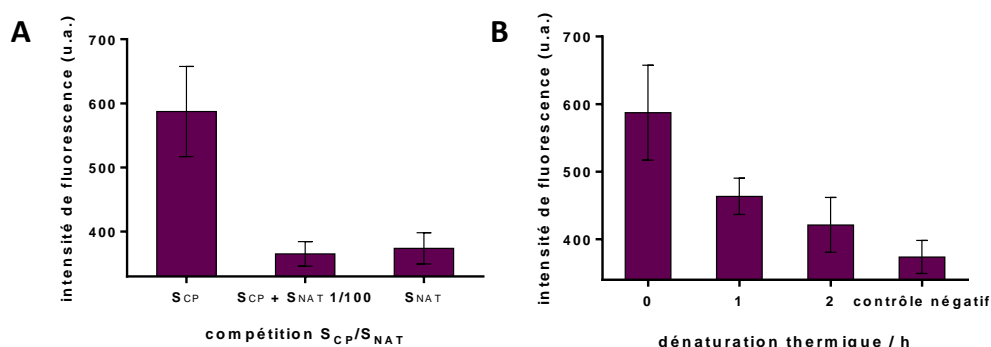 A
intensité de fluorescence (u.a.)
700
600
500
400
SCP
SCP + SNAT 1/100
SNAT
compétition SCP/SNAT
B
intensité de fluorescence (u.a.)
700
600
500
400
0
1
2
contrôle négatif
dénaturation thermique / h